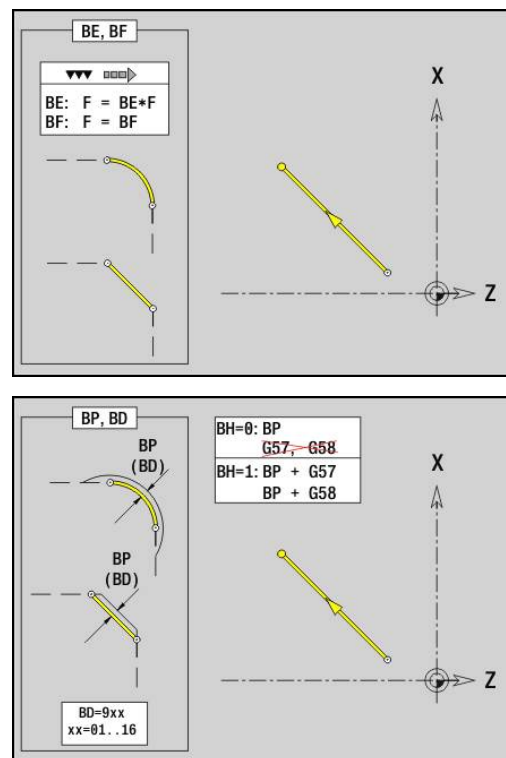 BE, BF
BE: F = BE*F
BF: F = BF
X
Z
BP, BD
BP
(BD)
BP
(BD)
BD=9xx
xx=01..16
BH=0: BP
G57, G58
BH=1: BP + G57
BP + G58
X
Z